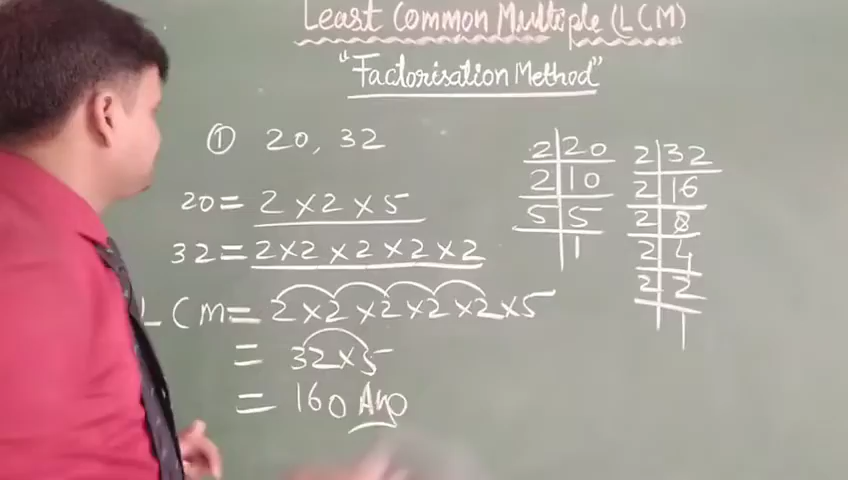 Least Common Multiple (LCM)
"Factorisation Method"
① 20, 32
20 = 2 × 2 × 5
32 = 2 × 2 × 2 × 2 × 2
LCM = 2 × 2 × 2 × 2 × 2 × 5
= 32 × 5
= 160 Ans
2 | 20
2 | 10
5 | 5
1
2 | 32
2 | 16
2 | 8
2 | 4
2 | 2
1